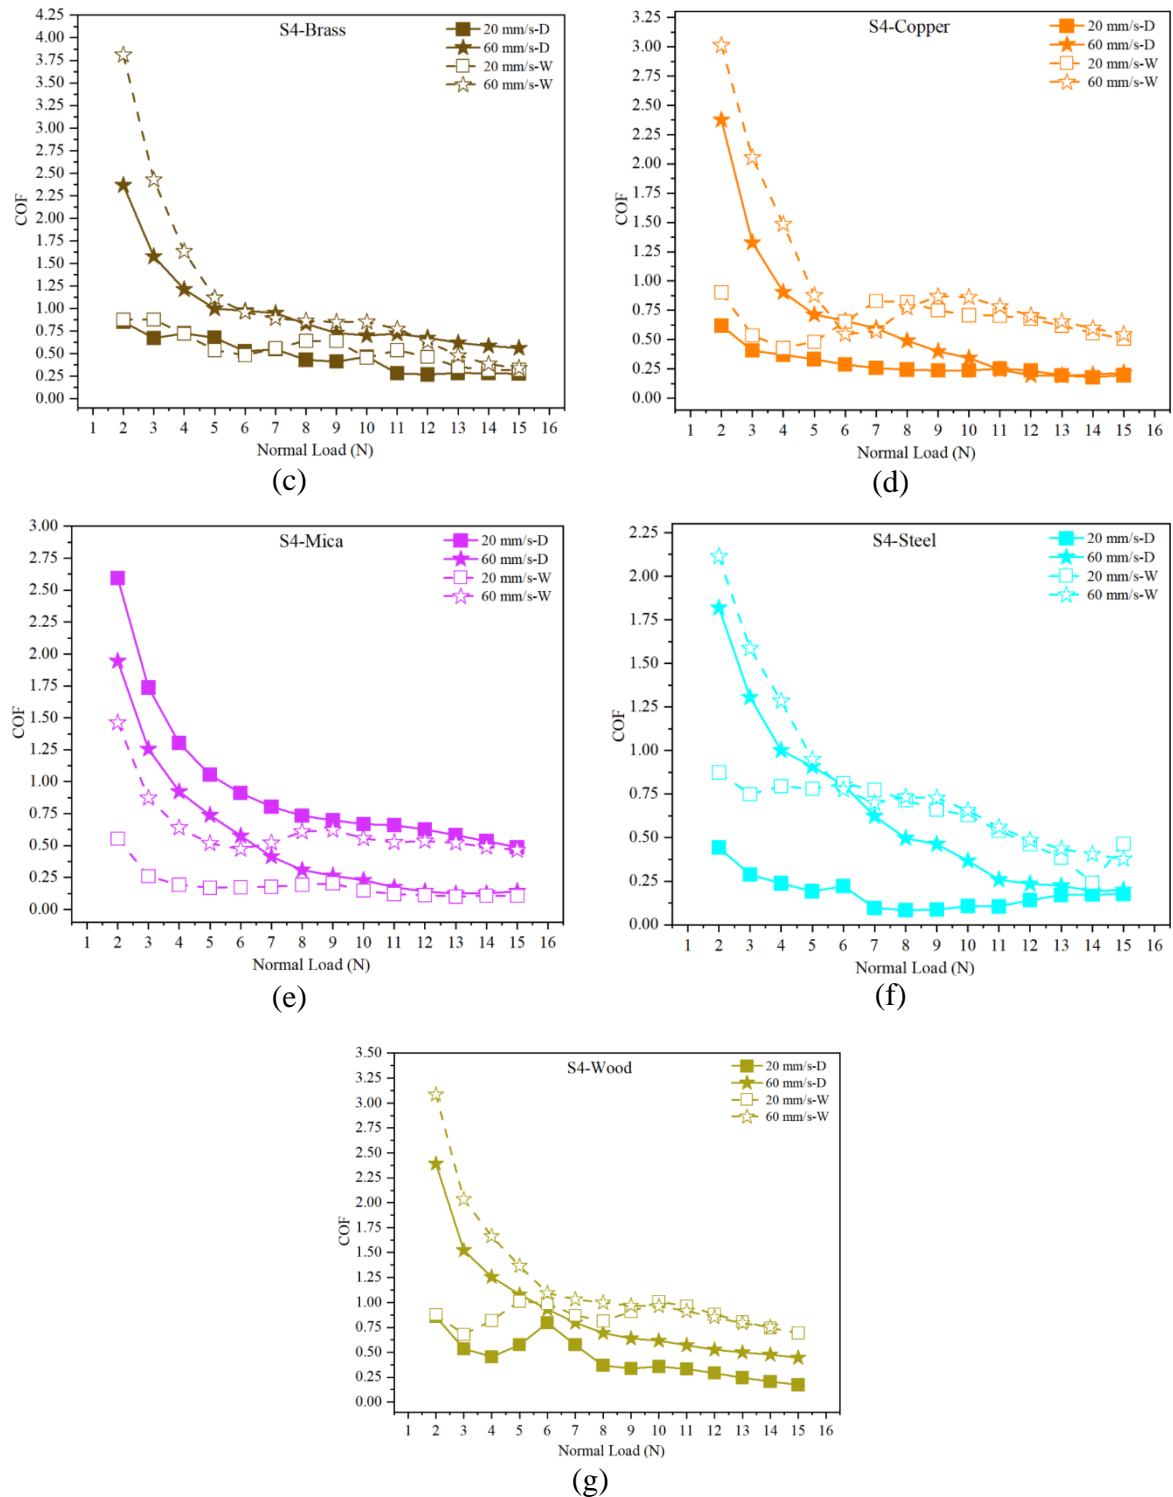 S4-Brass
20 mm/s-D
60 mm/s-D
20 mm/s-W
60 mm/s-W
4.25
4.00
3.75
3.50
3.25
3.00
2.75
2.50
2.25
2.00
1.75
1.50
1.25
1.00
0.75
0.50
0.25
0.00
COF
1 2 3 4 5 6 7 8 9 10 11 12 13 14 15 16
Normal Load (N)
(c)
S4-Copper
20 mm/s-D
60 mm/s-D
20 mm/s-W
60 mm/s-W
3.25
3.00
2.75
2.50
2.25
2.00
1.75
1.50
1.25
1.00
0.75
0.50
0.25
0.00
COF
1 2 3 4 5 6 7 8 9 10 11 12 13 14 15 16
Normal Load (N)
(d)
S4-Mica
20 mm/s-D
60 mm/s-D
20 mm/s-W
60 mm/s-W
3.00
2.75
2.50
2.25
2.00
1.75
1.50
1.25
1.00
0.75
0.50
0.25
0.00
COF
1 2 3 4 5 6 7 8 9 10 11 12 13 14 15 16
Normal Load (N)
(e)
S4-Steel
20 mm/s-D
60 mm/s-D
20 mm/s-W
60 mm/s-W
2.25
2.00
1.75
1.50
1.25
1.00
0.75
0.50
0.25
0.00
COF
1 2 3 4 5 6 7 8 9 10 11 12 13 14 15 16
Normal Load (N)
(f)
S4-Wood
20 mm/s-D
60 mm/s-D
20 mm/s-W
60 mm/s-W
3.50
3.25
3.00
2.75
2.50
2.25
2.00
1.75
1.50
1.25
1.00
0.75
0.50
0.25
0.00
COF
1 2 3 4 5 6 7 8 9 10 11 12 13 14 15 16
Normal Load (N)
(g)